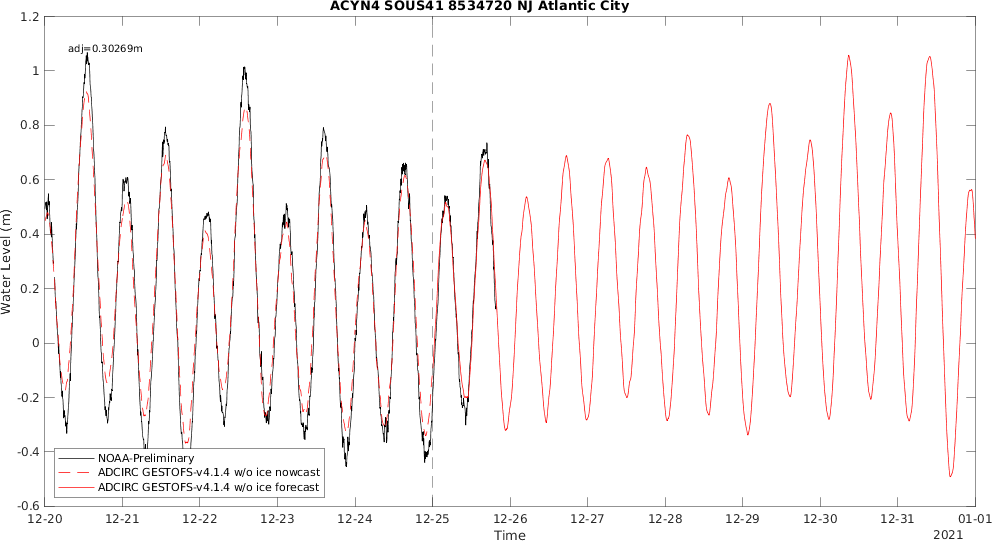 ACYN4 SOUS41 8534720 NJ Atlantic City
adj=0.30269m
1.2
1
0.8
0.6
0.4
0.2
0
-0.2
-0.4
-0.6
Water Level (m)
NOAA-Preliminary
ADCIRC GESTOFS-v4.1.4 w/o ice nowcast
ADCIRC GESTOFS-v4.1.4 w/o ice forecast
12-20 12-21 12-22 12-23 12-24 12-25 12-26 12-27 12-28 12-29 12-30 12-31 01-01
Time
2021